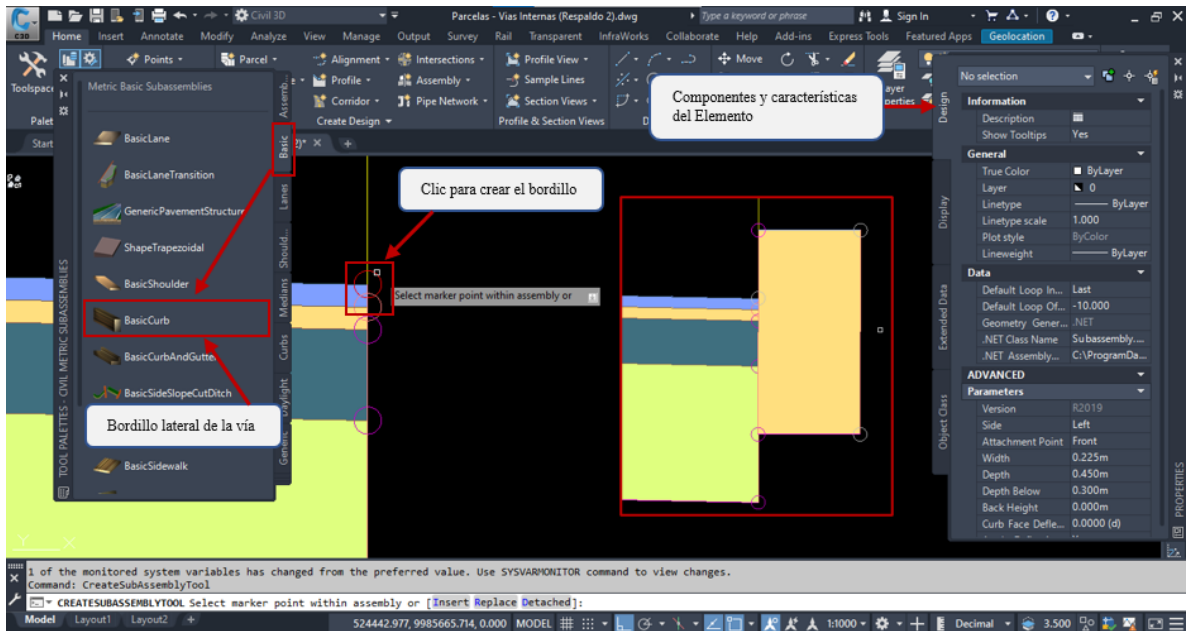 C3D
Civil 3D
Parcelas - Vias Internas (Respaldo 2).dwg
Type a keyword or phrase
Sign In
Home Insert Annotate Modify Analyze View Manage Output Survey Rail Transparent InfraWorks Collaborate Help Add-ins Express Tools Featured Apps Geolocation
Toolspace
Points
Parcel
Alignment
Intersections
Profile View
Move
Profile
Assembly
Sample Lines
Corridor
Pipe Network
Section Views
Palet
Create Design
Profile & Section Views
Start
Metric Basic Subassemblies
BasicLane
BasicLaneTransition
GenericPavementStructure
ShapeTrapezoidal
BasicShoulder
BasicCurb
BasicCurbAndGutter
BasicSideSlopeCutDitch
BasicSidewalk
Assemb...
Basic
Lanes
Should...
Medians
Curbs
Daylight
Generic
TOOL PALETTES - CIVIL METRIC SUBASSEMBLIES
Bordillo lateral de la vía
Clic para crear el bordillo
Select marker point within assembly or
Componentes y características
del Elemento
No selection
Design
Display
Extended Data
Object Class
PROPERTIES
Information
Description
Show Tooltips Yes
General
True Color ByLayer
Layer 0
Linetype ByLayer
Linetype scale 1.000
Plot style ByColor
Lineweight ByLayer
Data
Default Loop In... Last
Default Loop Of... -10.000
Geometry Gener... .NET
.NET Class Name Subassembly....
.NET Assembly... C:\ProgramDa...
ADVANCED
Parameters
Version R2019
Side Left
Attachment Point Front
Width 0.225m
Depth 0.450m
Depth Below 0.300m
Back Height 0.000m
Curb Face Defle... 0.0000 (d)
Y X
1 of the monitored system variables has changed from the preferred value. Use SYSVARMONITOR command to view changes.
Command: CreateSubAssemblyTool
CREATESUBASSEMBLYTOOL Select marker point within assembly or [Insert Replace Detached]:
Model Layout1 Layout2 +
524442.977, 9985665.714, 0.000 MODEL 1:1000 Decimal 3.500